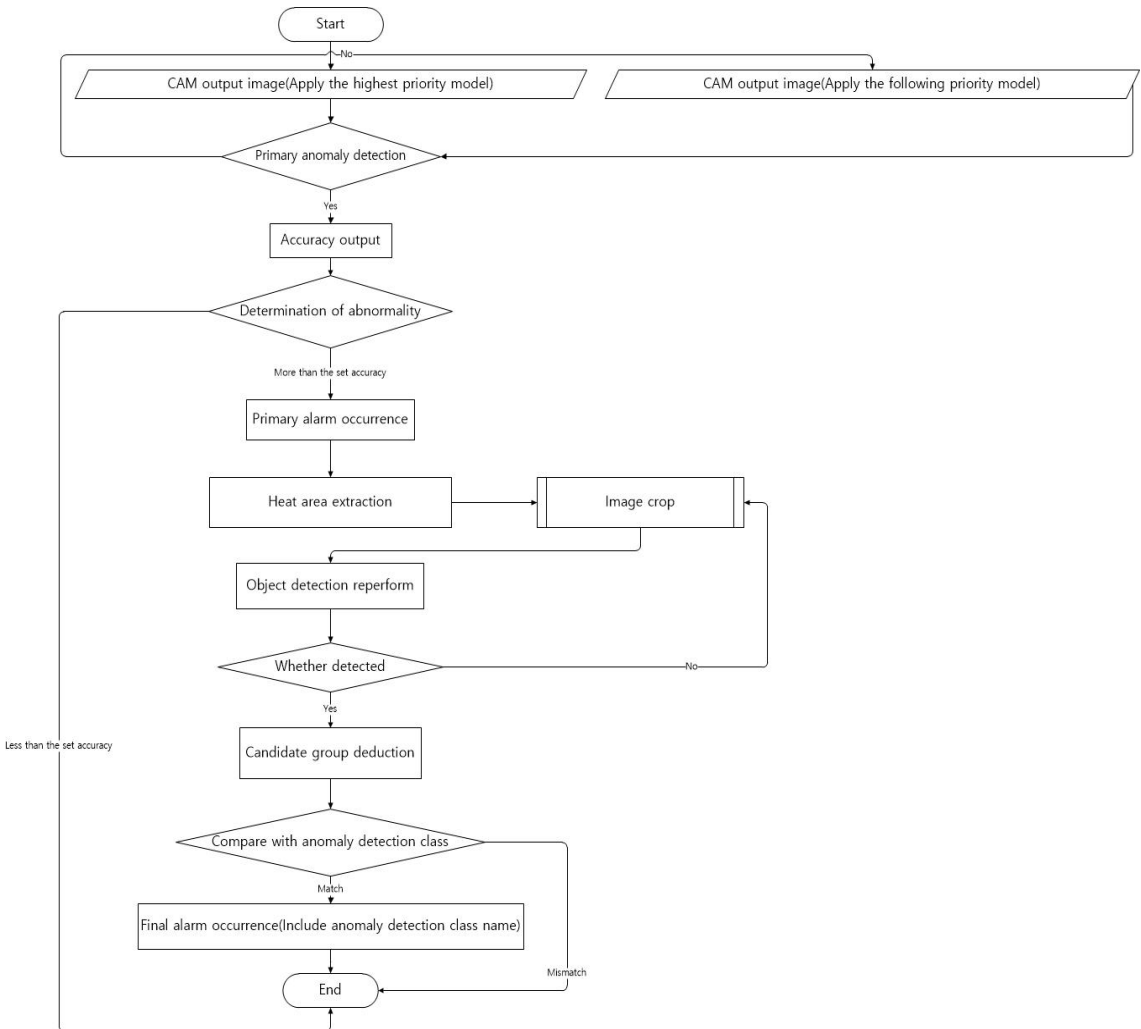 Start
No
CAM output image(Apply the highest priority model)
CAM output image(Apply the following priority model)
Primary anomaly detection
Yes
Accuracy output
Determination of abnormality
More than the set accuracy
Primary alarm occurrence
Heat area extraction
Image crop
Object detection reperform
Whether detected
No
Yes
Less than the set accuracy
Candidate group deduction
Compare with anomaly detection class
Match
Final alarm occurrence(Include anomaly detection class name)
Mismatch
End